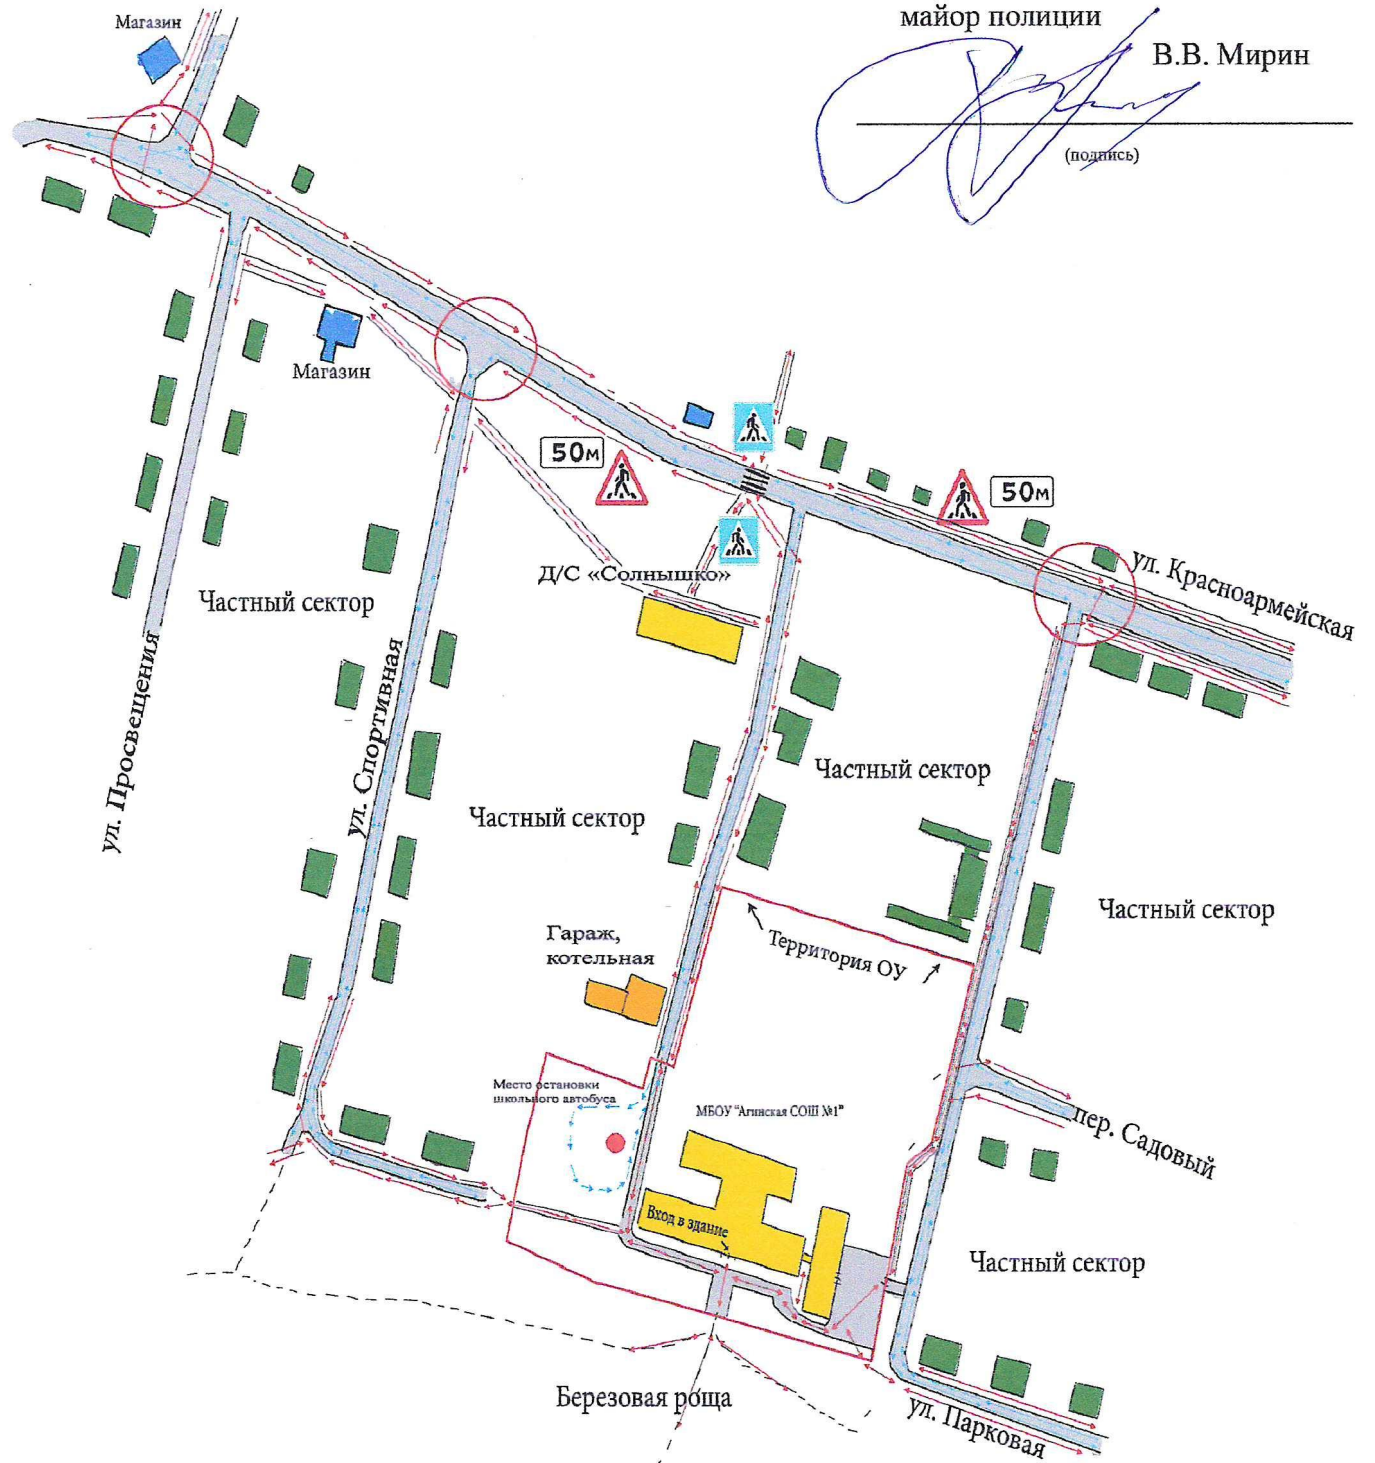 майор полиции
В.В. Мирин
(подпись)
Магазин
Магазин
50м
50м
ул. Красноармейская
Д/С «Солнышко»
Частный сектор
ул. Просвещения
ул. Спортивная
Частный сектор
Частный сектор
Частный сектор
Гараж,
котельная
Территория ОУ
Место остановки
школьного автобуса
МБОУ "Агинская СОШ №1"
пер. Садовый
Вход в здание
Частный сектор
Березовая роща
ул. Парковая